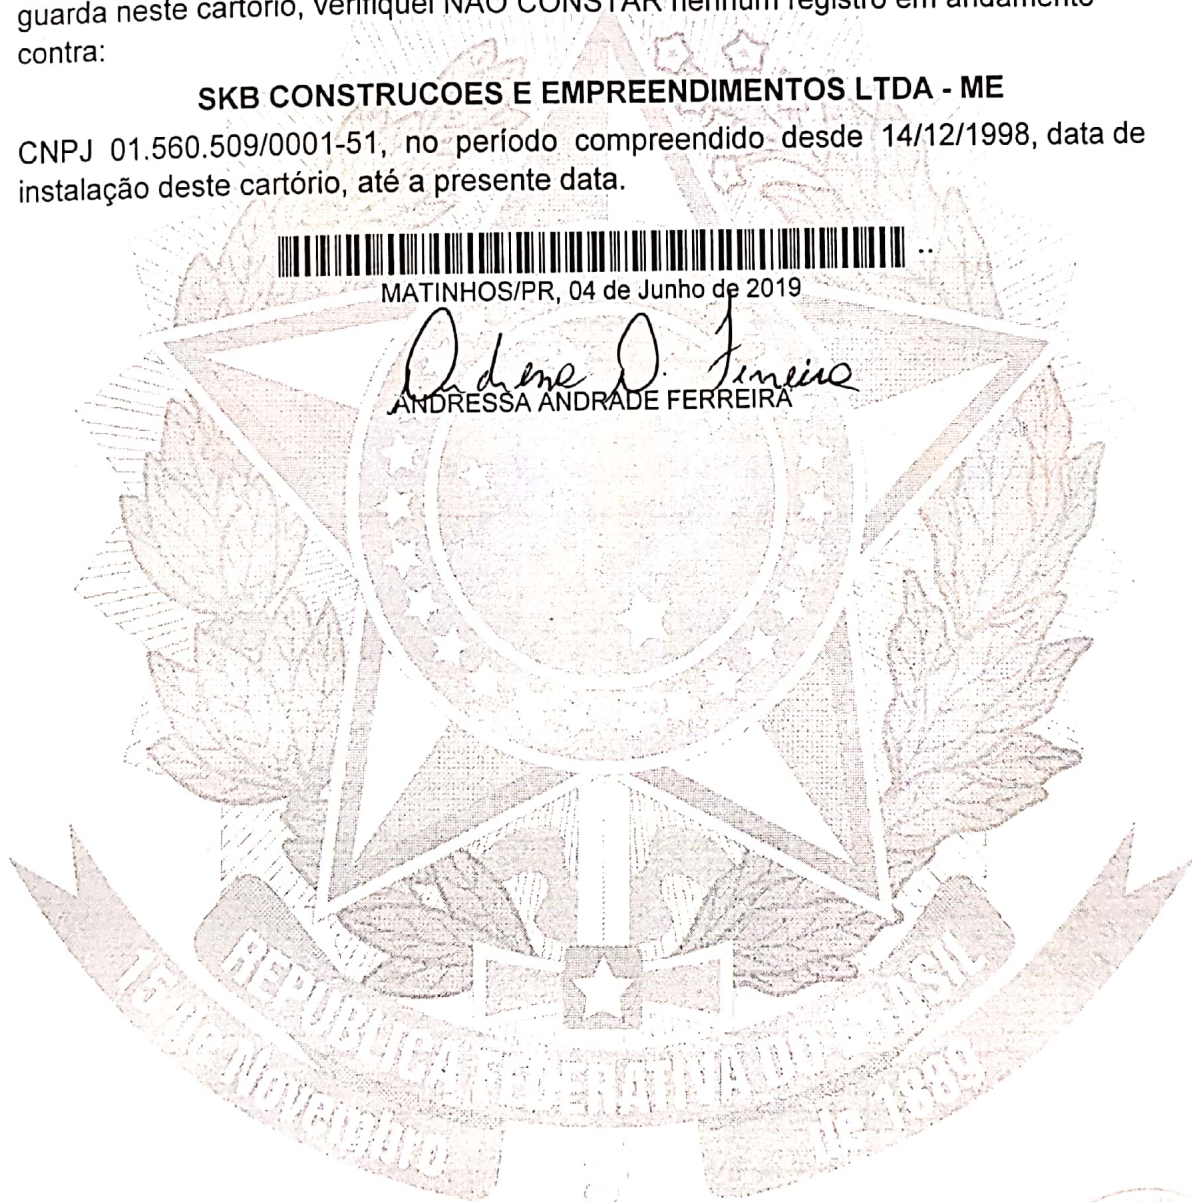 guarda neste cartório, verifiquei NÃO CONSTAR nenhum registro em andamento
contra:
SKB CONSTRUCOES E EMPREENDIMENTOS LTDA - ME
CNPJ 01.560.509/0001-51, no período compreendido desde 14/12/1998, data de
instalação deste cartório, até a presente data.
..
MATINHOS/PR, 04 de Junho de 2019
ANDRESSA ANDRADE FERREIRA
REPÚBLICA FEDERATIVA DO BRASIL
15 de Novembro
de 1889